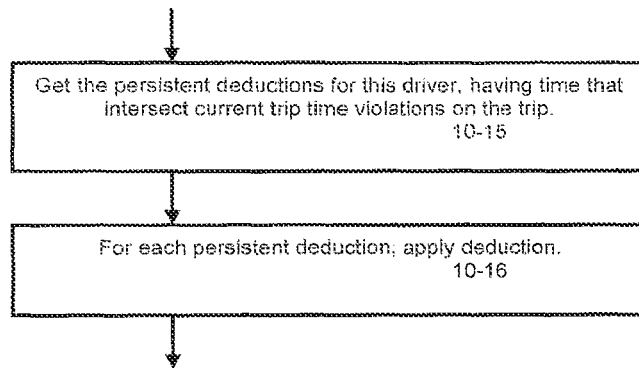 Get the persistent deductions for this driver, having time that
intersect current trip time violations on the trip.
10-15
For each persistent deduction, apply deduction.
10-16